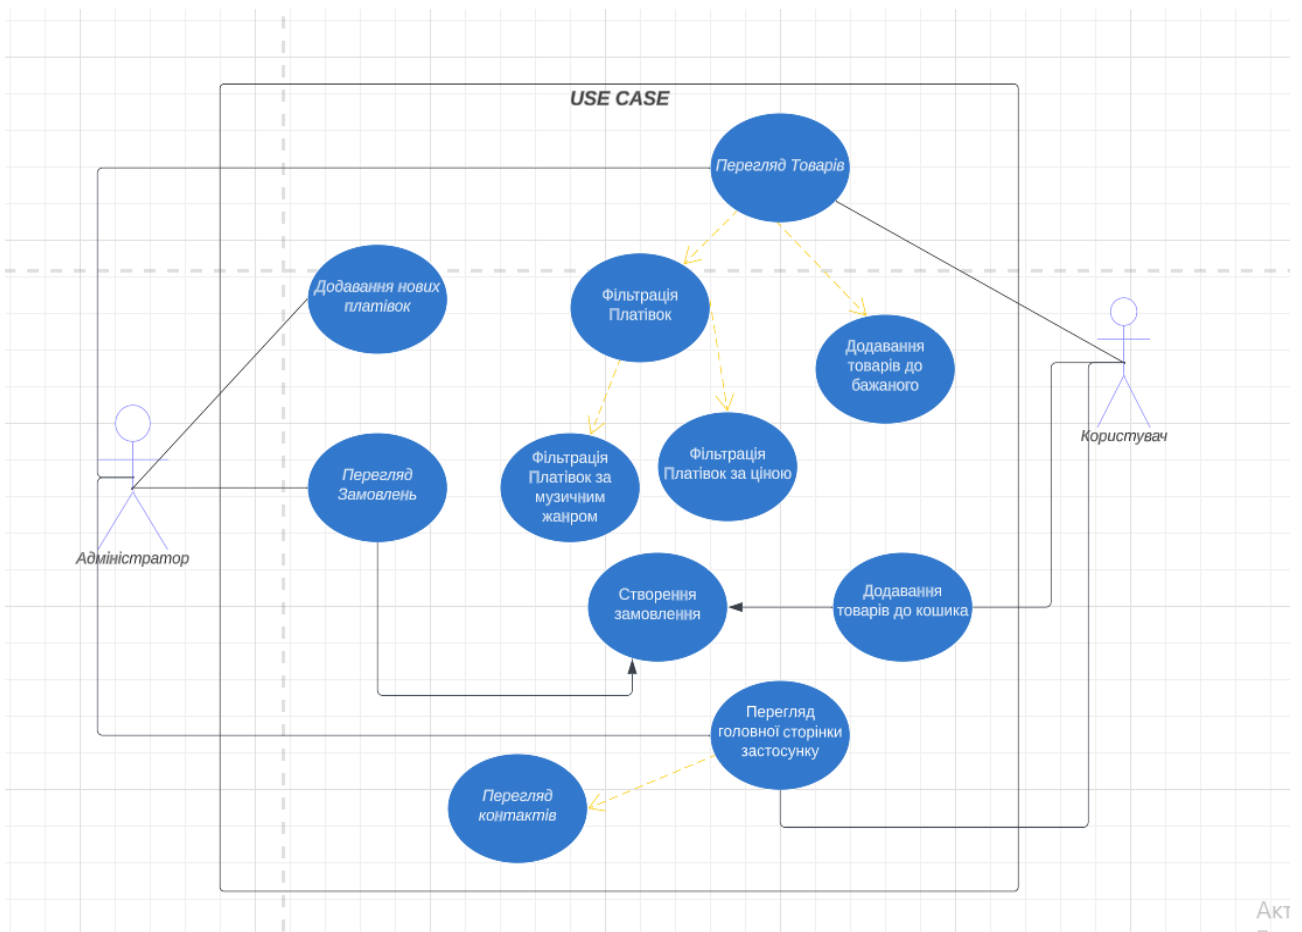 USE CASE
Перегляд Товарів
Додавання нових
платівок
Фільтрація
Платівок
Додавання
товарів до
бажаного
Користувач
Перегляд
Замовлень
Фільтрація
Платівок за
музичним
жанром
Фільтрація
Платівок за ціною
Адміністратор
Створення
замовлення
Додавання
товарів до кошика
Перегляд
головної сторінки
застосунку
Перегляд
контактів
Акт